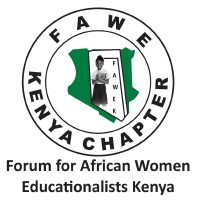 FAWE
KENYA CHAPTER
FAWEK
Forum for African Women
Educationalists Kenya